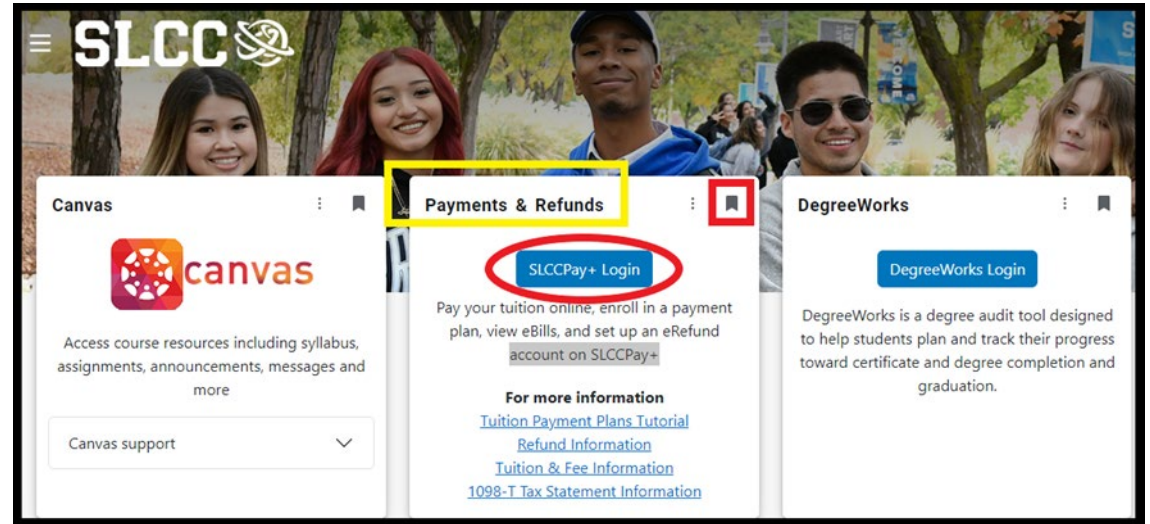 SLCC
Canvas
canvas
Access course resources including syllabus,
assignments, announcements, messages and
more
Canvas support
Payments & Refunds
SLCCPay+ Login
Pay your tuition online, enroll in a payment
plan, view eBills, and set up an eRefund
account on SLCCPay+
For more information
Tuition Payment Plans Tutorial
Refund Information
Tuition & Fee Information
1098-T Tax Statement Information
DegreeWorks
DegreeWorks Login
DegreeWorks is a degree audit tool designed
to help students plan and track their progress
toward certificate and degree completion and
graduation.